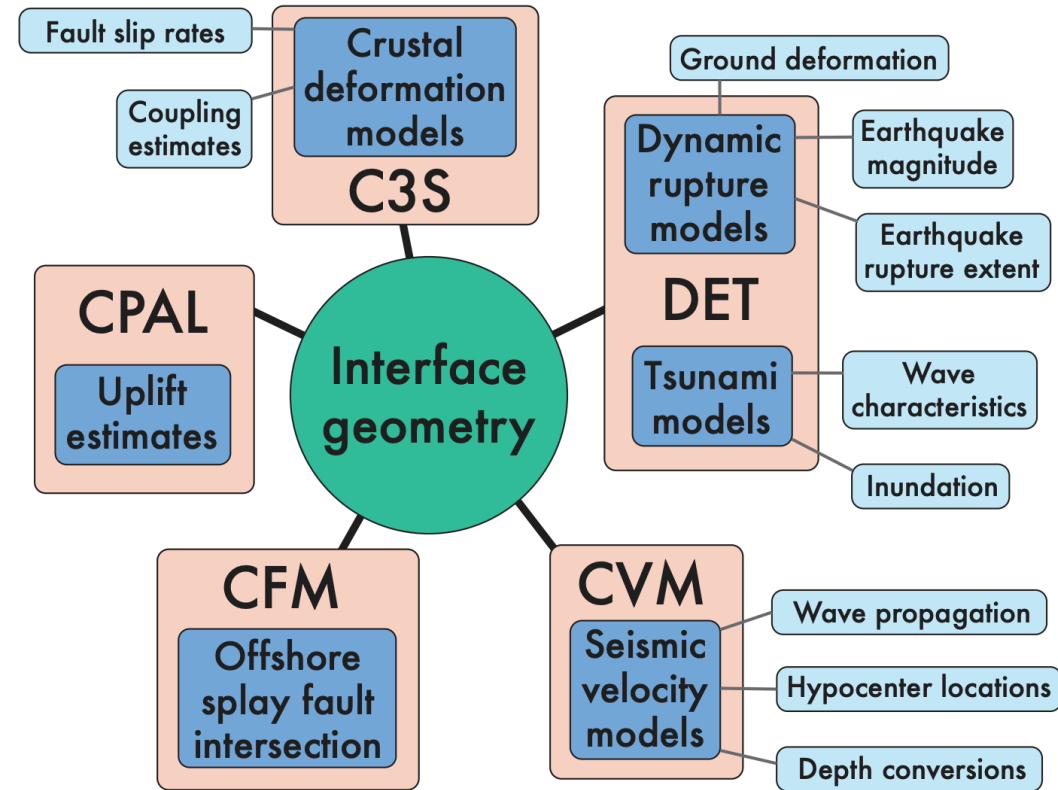 Fault slip rates
Coupling
estimates
Crustal
deformation
models
C3S
Ground deformation
Dynamic
rupture
models
Earthquake
magnitude
Earthquake
rupture extent
DET
Tsunami
models
Wave
characteristics
Inundation
CPAL
Uplift
estimates
Interface
geometry
CFM
Offshore
splay fault
intersection
CVM
Seismic
velocity
models
Wave propagation
Hypocenter locations
Depth conversions